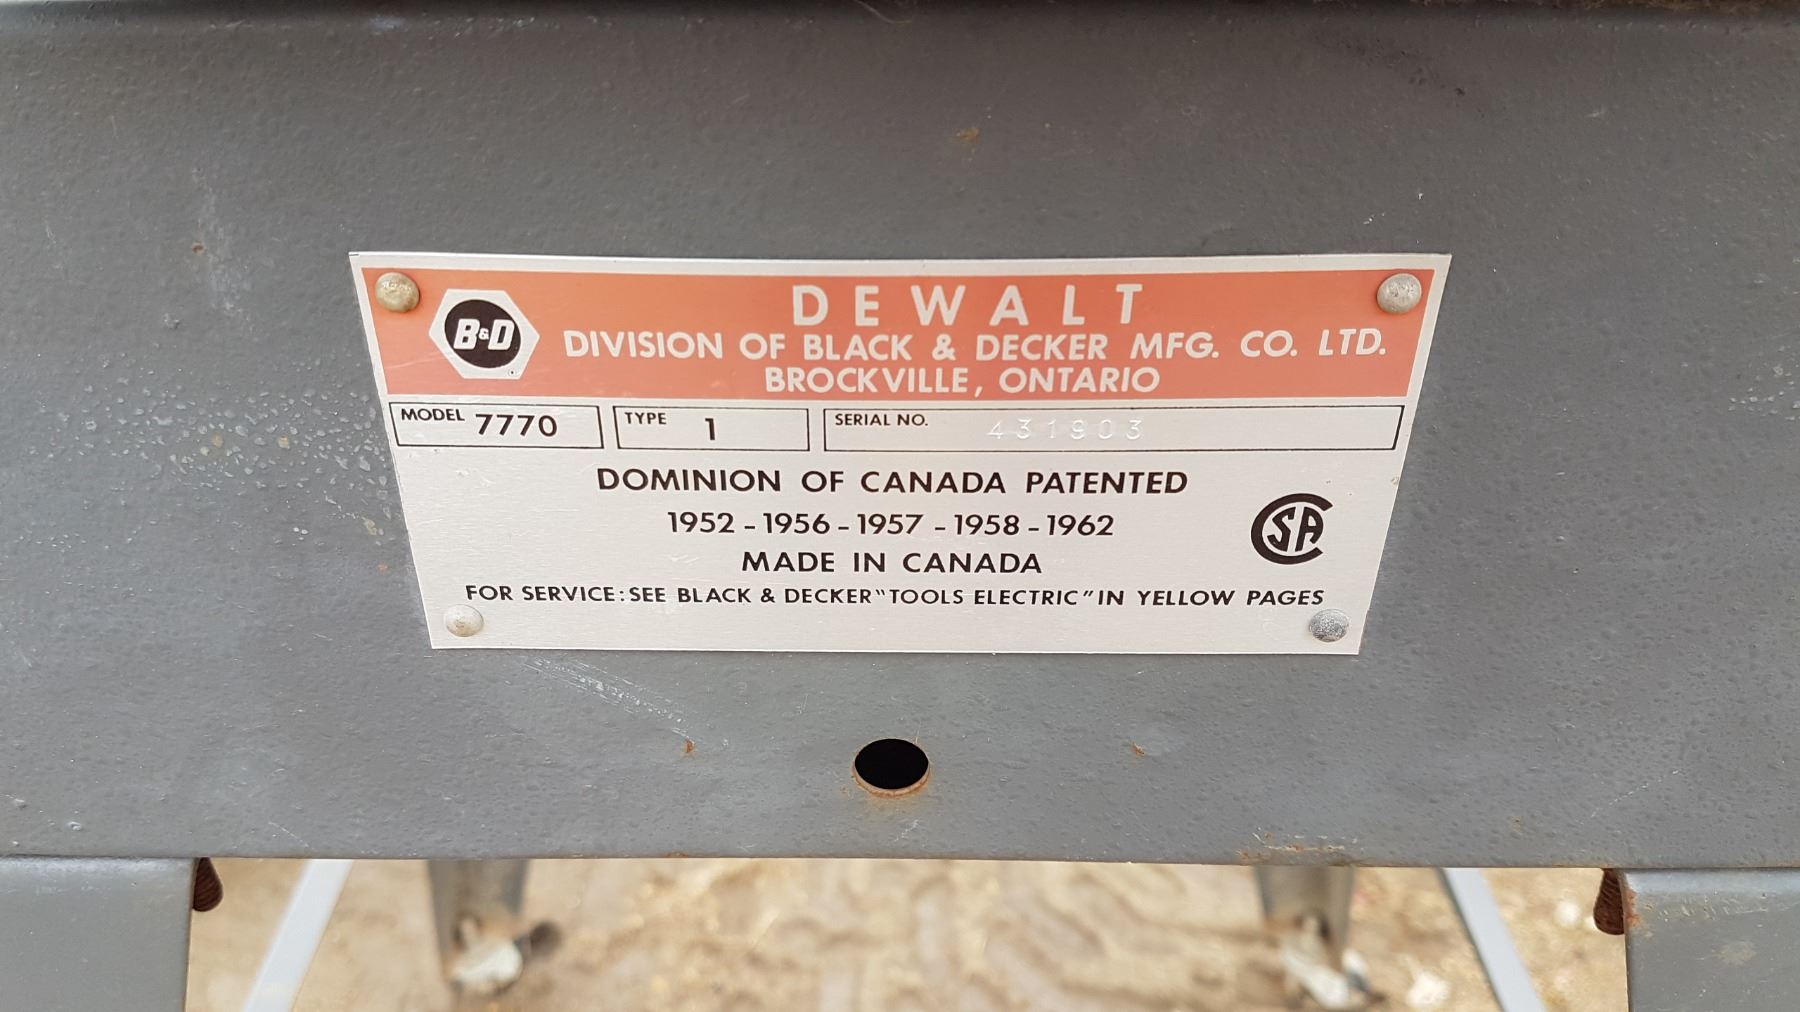 B&D
DEWALT
DIVISION OF BLACK & DECKER MFG. CO. LTD.
BROCKVILLE, ONTARIO
MODEL 7770 TYPE 1 SERIAL NO. 431903
DOMINION OF CANADA PATENTED
1952 - 1956 - 1957 - 1958 - 1962
CSA
MADE IN CANADA
FOR SERVICE: SEE BLACK & DECKER "TOOLS ELECTRIC" IN YELLOW PAGES